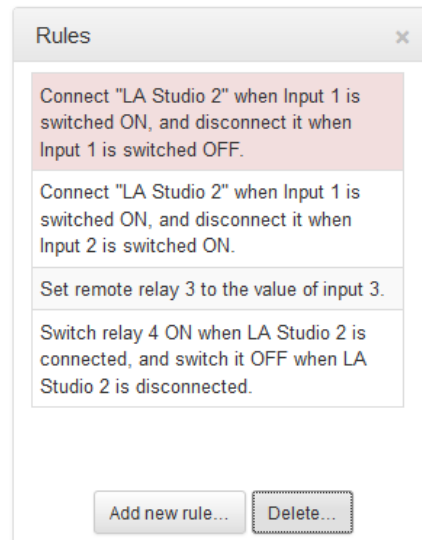 Rules
×
Connect "LA Studio 2" when Input 1 is
switched ON, and disconnect it when
Input 1 is switched OFF.
Connect "LA Studio 2" when Input 1 is
switched ON, and disconnect it when
Input 2 is switched ON.
Set remote relay 3 to the value of input 3.
Switch relay 4 ON when LA Studio 2 is
connected, and switch it OFF when LA
Studio 2 is disconnected.
Add new rule... Delete...